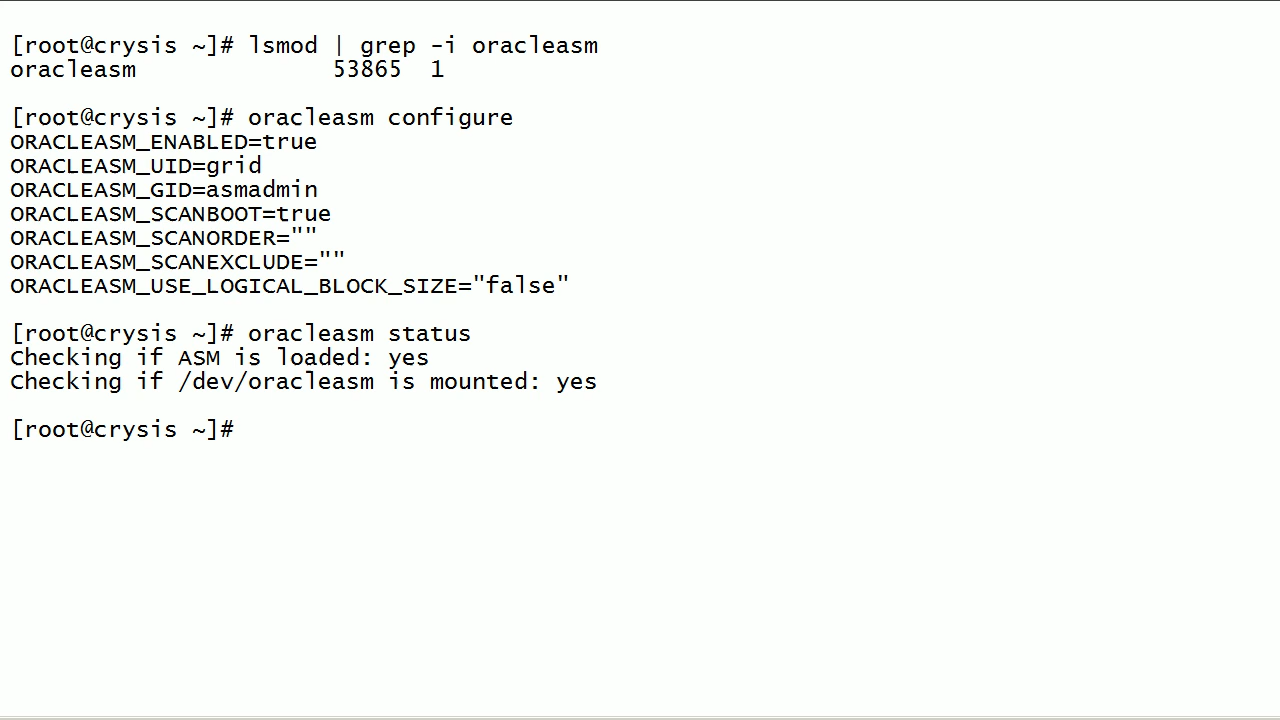 [root@crysis ~]# lsmod | grep -i oracleasm
oracleasm              53865  1
[root@crysis ~]# oracleasm configure
ORACLEASM_ENABLED=true
ORACLEASM_UID=grid
ORACLEASM_GID=asmadmin
ORACLEASM_SCANBOOT=true
ORACLEASM_SCANORDER=""
ORACLEASM_SCANEXCLUDE=""
ORACLEASM_USE_LOGICAL_BLOCK_SIZE="false"
[root@crysis ~]# oracleasm status
Checking if ASM is loaded: yes
Checking if /dev/oracleasm is mounted: yes
[root@crysis ~]#